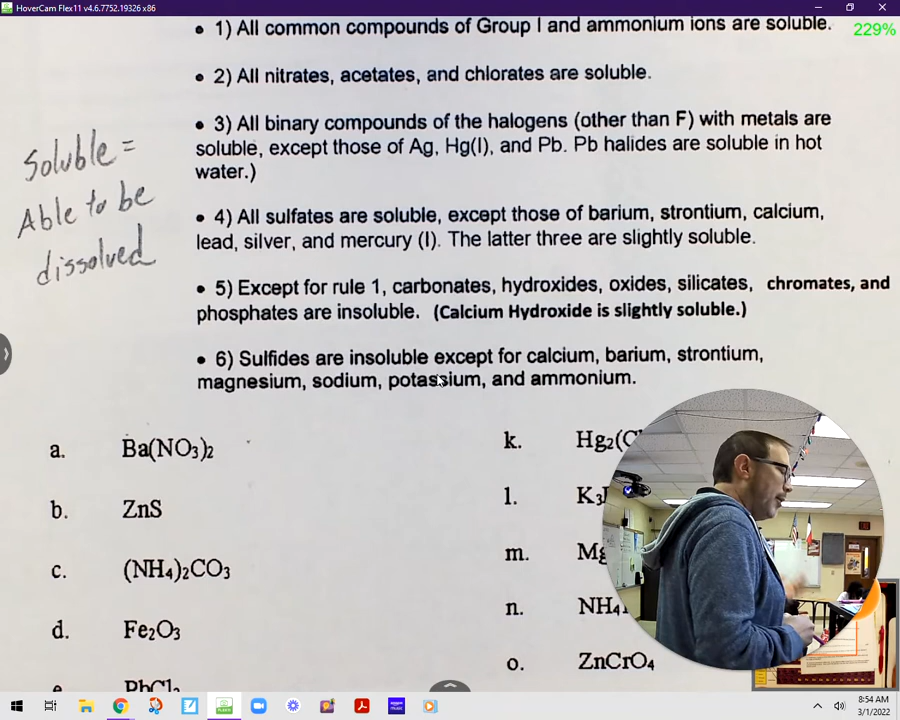 HoverCam Flex11 v4.6.7752.19326 x86
229%
• 1) All common compounds of Group I and ammonium ions are soluble.
• 2) All nitrates, acetates, and chlorates are soluble.
• 3) All binary compounds of the halogens (other than F) with metals are
soluble, except those of Ag, Hg(I), and Pb. Pb halides are soluble in hot
water.)
Soluble =
Able to be
dissolved
• 4) All sulfates are soluble, except those of barium, strontium, calcium,
lead, silver, and mercury (I). The latter three are slightly soluble.
• 5) Except for rule 1, carbonates, hydroxides, oxides, silicates, chromates, and
phosphates are insoluble. (Calcium Hydroxide is slightly soluble.)
• 6) Sulfides are insoluble except for calcium, barium, strontium,
magnesium, sodium, potassium, and ammonium.
a. Ba(NO₃)₂
b. ZnS
c. (NH₄)₂CO₃
d. Fe₂O₃
e. PbCl₂
k. Hg₂(C
l. K₃
m. Mg
n. NH₄
o. ZnCrO₄
8:54 AM
3/1/2022